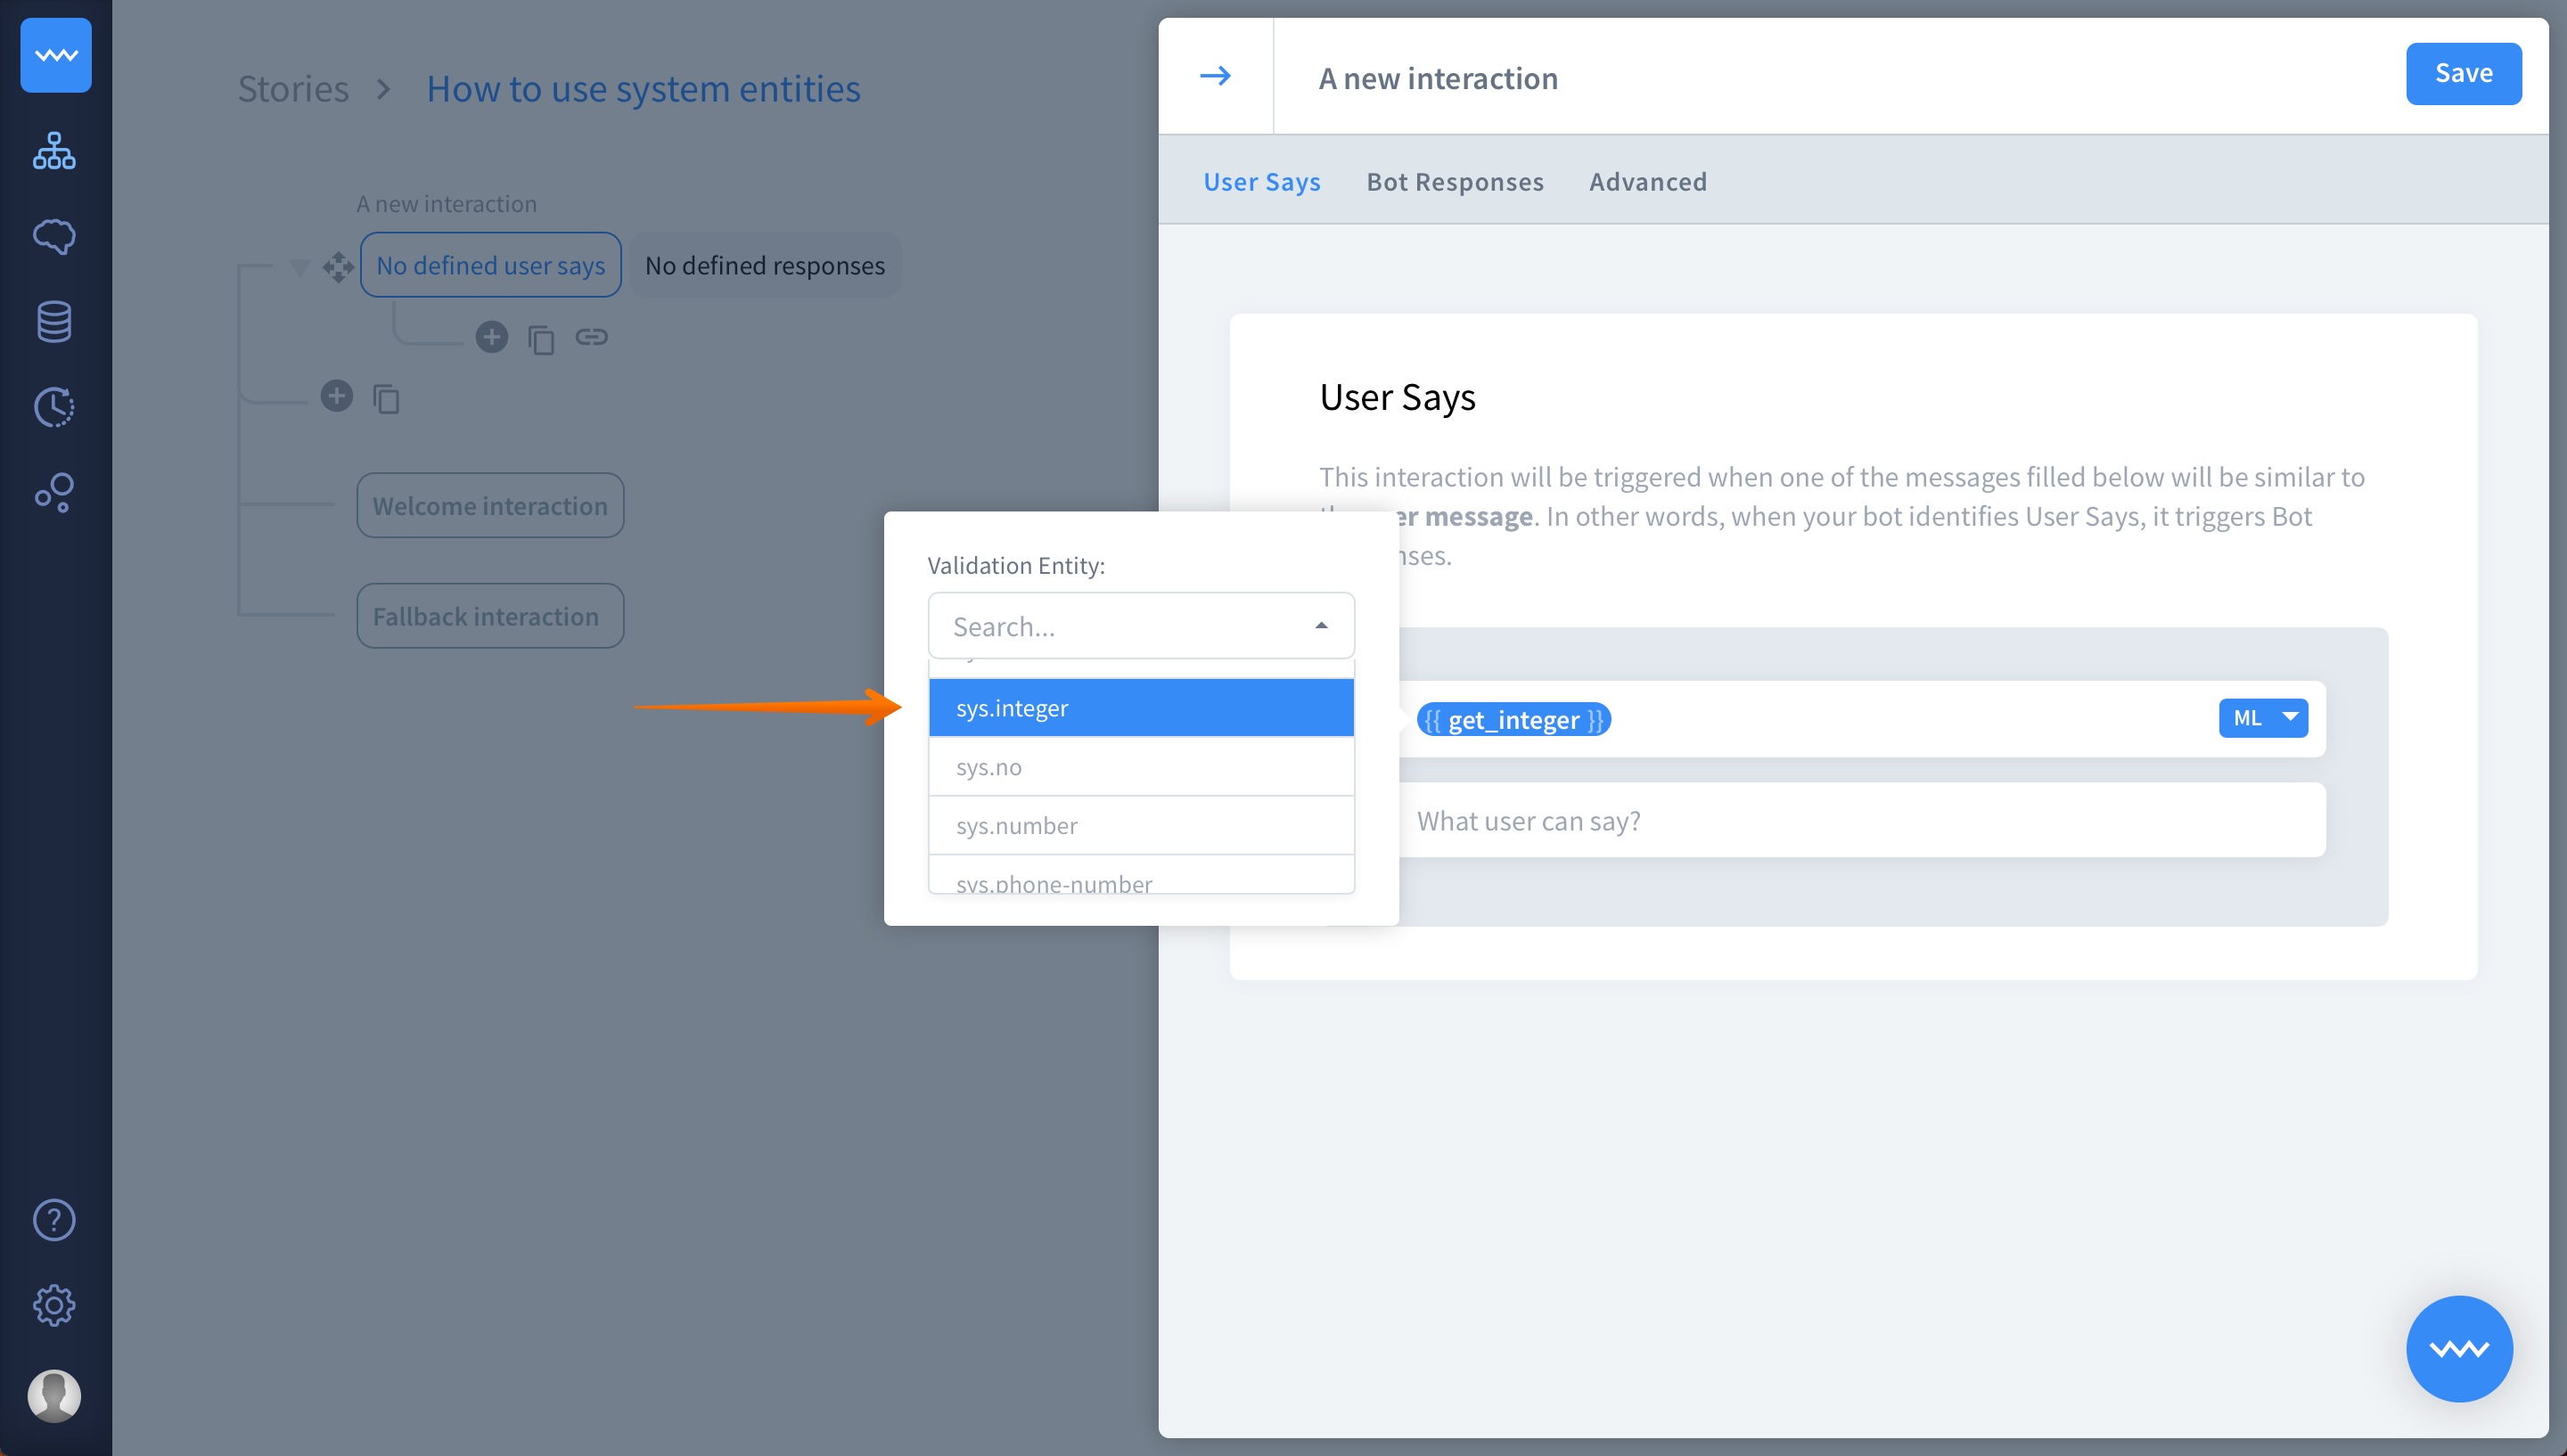 Stories > How to use system entities
A new interaction
No defined user says
No defined responses
Welcome interaction
Fallback interaction
A new interaction
Save
User Says
Bot Responses
Advanced
User Says
This interaction will be triggered when one of the messages filled below will be similar to
er message. In other words, when your bot identifies User Says, it triggers Bot
nses.
Validation Entity:
Search...
sys.integer
sys.no
sys.number
sys.phone-number
{{ get_integer }}
ML
What user can say?
?